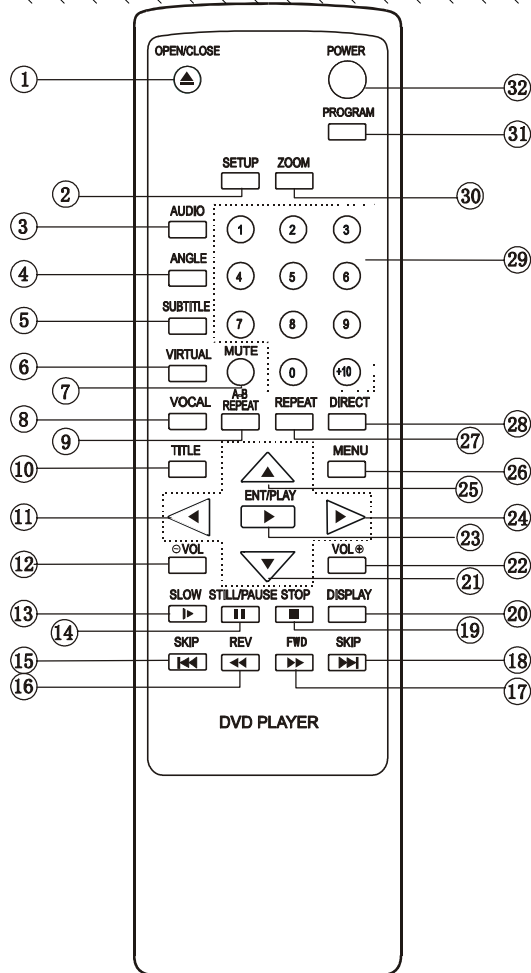 OPEN/CLOSE POWER
① ㉜
PROGRAM
㉛
SETUP ZOOM
② ㉚
AUDIO
③ 1 2 3
ANGLE ㉙
④ 4 5 6
SUBTITLE
⑤ 7 8 9
VIRTUAL MUTE
⑥ 0 +10
⑦
VOCAL A-B REPEAT REPEAT DIRECT
⑧ ㉘
⑨ ㉗
TITLE MENU
⑩ ㉖
㉕
ENT/PLAY
⑪ ㉔
㉓
⊖VOL VOL⊕
⑫ ㉒
㉑
SLOW STILL/PAUSE STOP DISPLAY
⑬ ⑳
⑭ ⑲
SKIP REV FWD SKIP
⑮ ⑱
⑯ ⑰
DVD PLAYER